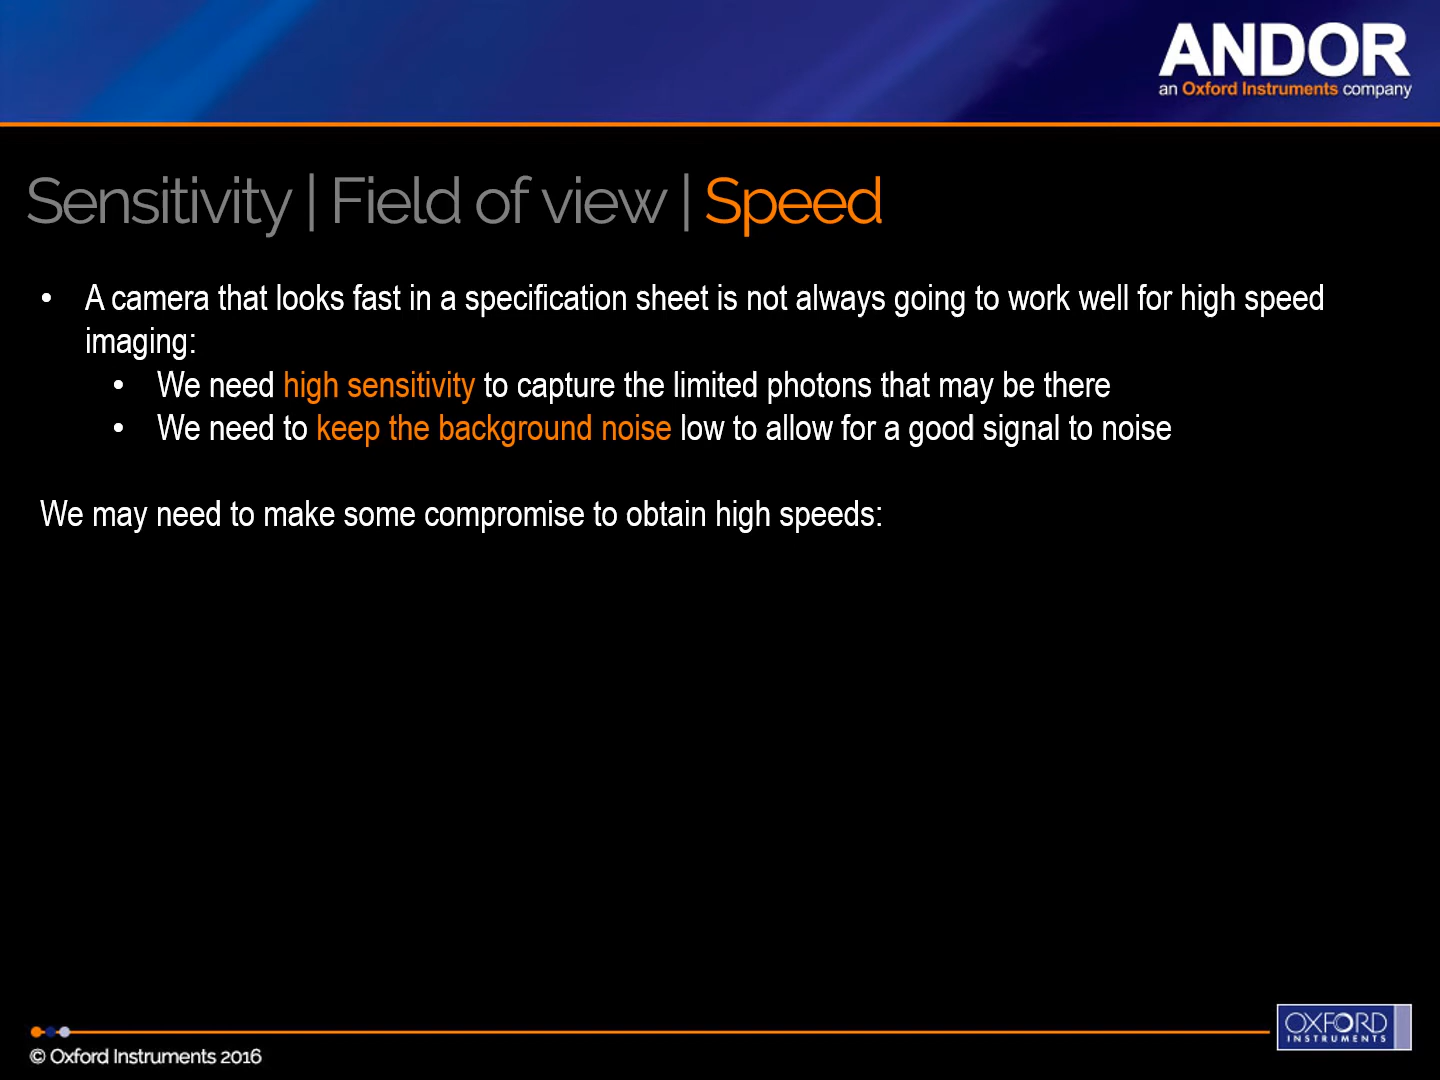 ANDOR
an Oxford Instruments company
Sensitivity | Field of view | Speed
• A camera that looks fast in a specification sheet is not always going to work well for high speed
imaging:
• We need high sensitivity to capture the limited photons that may be there
• We need to keep the background noise low to allow for a good signal to noise
We may need to make some compromise to obtain high speeds:
OXFORD
INSTRUMENTS
© Oxford Instruments 2016